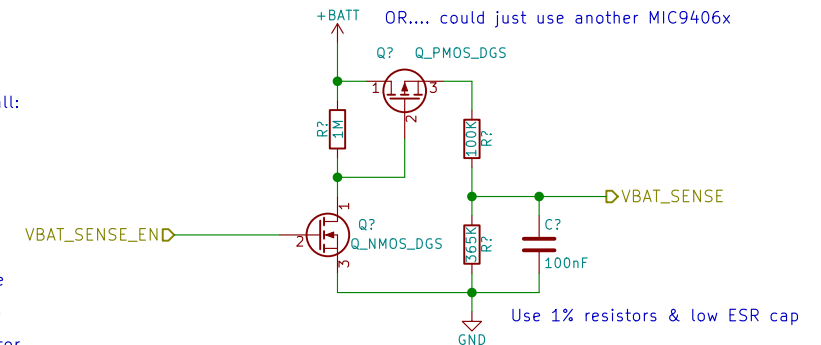 +BATT
OR.... could just use another MIC9406x
Q?
Q_PMOS_DGS
1
3
2
all:
R?
1M
100K
R?
VBAT_SENSE
1
VBAT_SENSE_EN
2
Q?
Q_NMOS_DGS
3
365K
R?
C?
100nF
Use 1% resistors & low ESR cap
GND